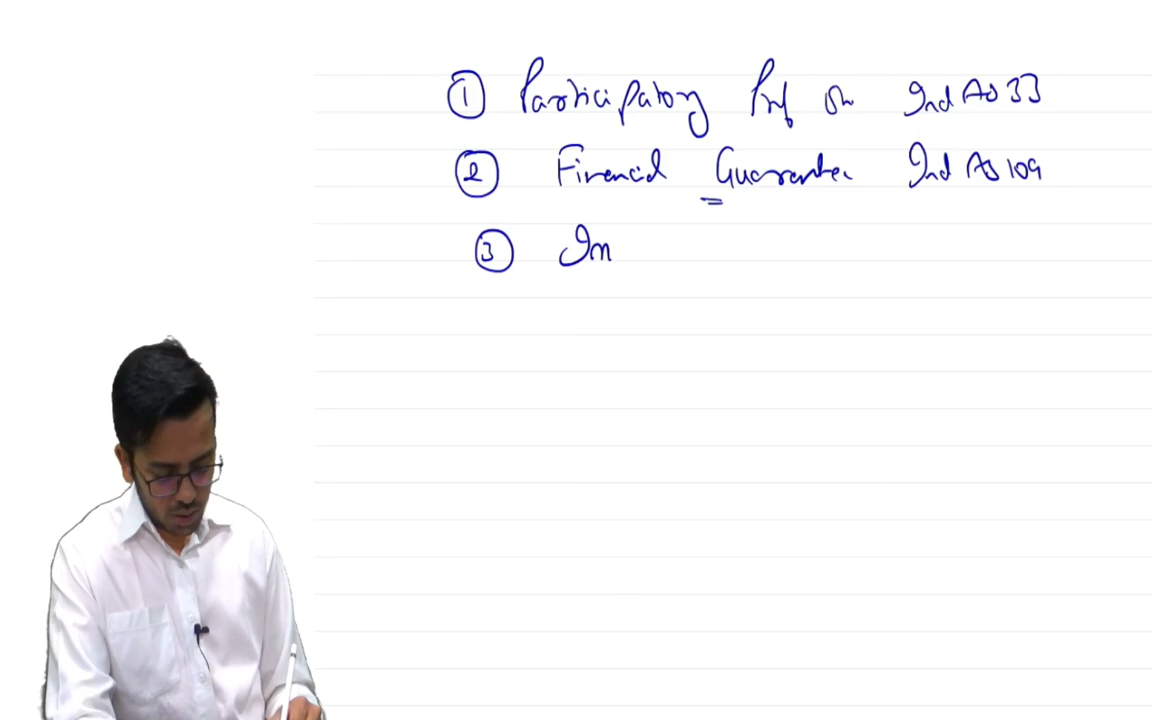 ① Participatory Pref Sh Ind AS 33
② Financial Guarantee Ind AS 109
③ In